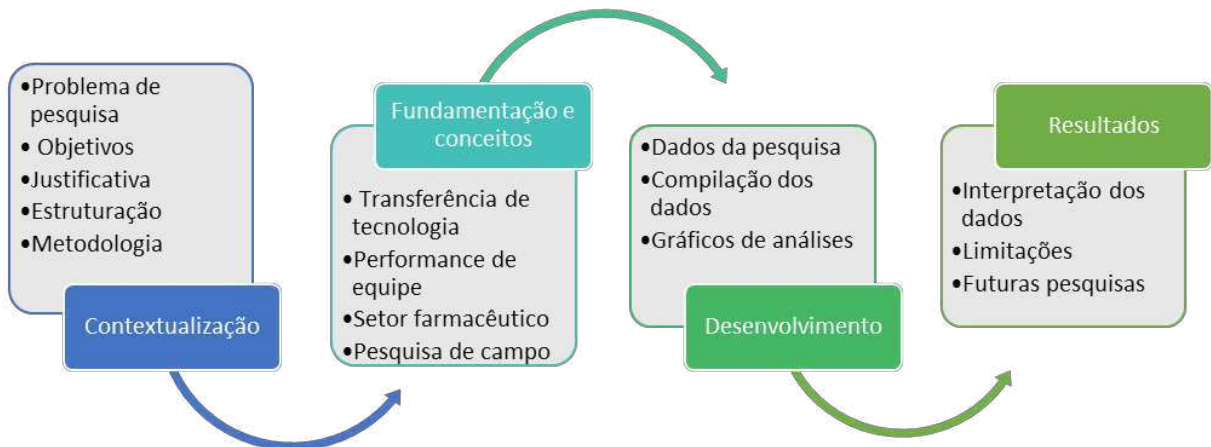 •Problema de
pesquisa
• Objetivos
•Justificativa
•Estruturação
•Metodologia
Contextualização
Fundamentação e
conceitos
• Transferência de
tecnologia
•Performance de
equipe
•Setor farmacêutico
•Pesquisa de campo
•Dados da pesquisa
•Compilação dos
dados
•Gráficos de análises
Desenvolvimento
Resultados
•Interpretação dos
dados
•Limitações
•Futuras pesquisas